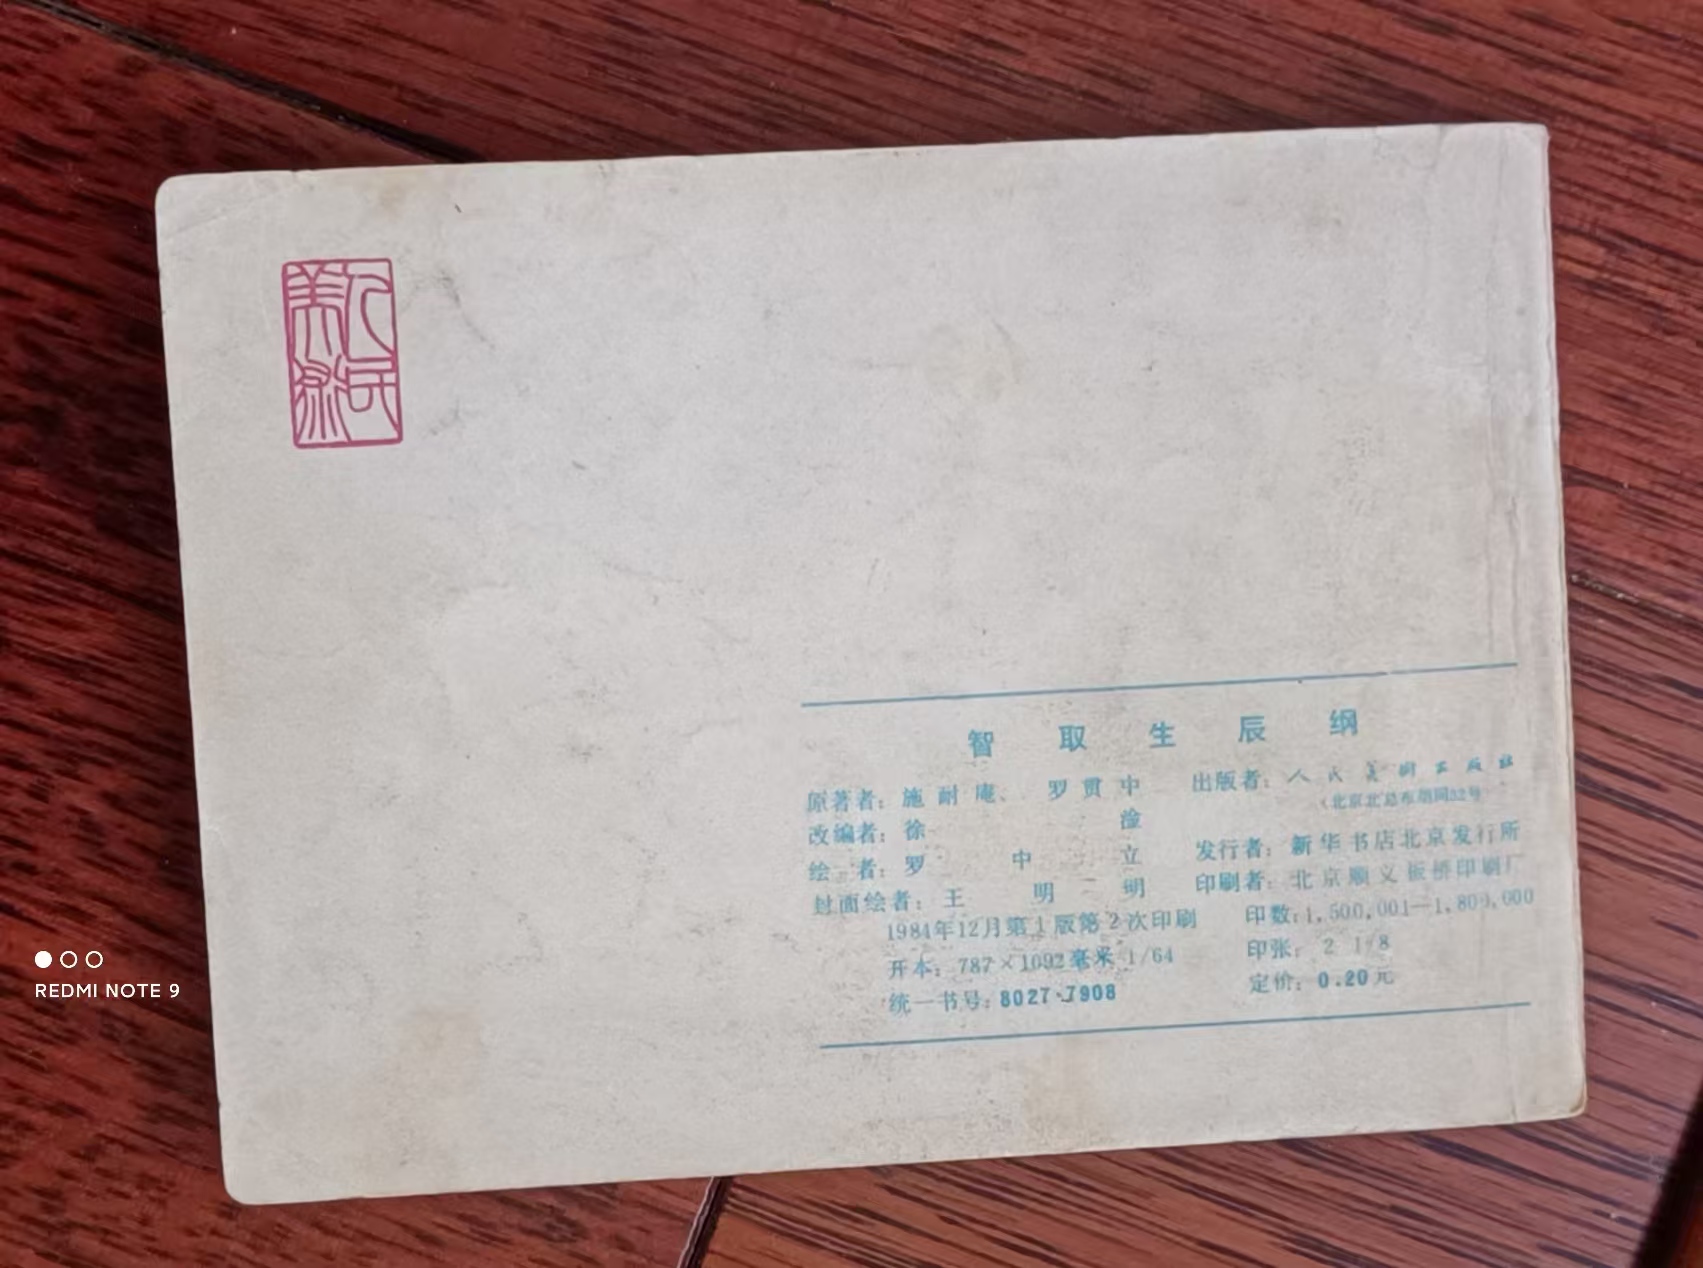 人民美术
智取生辰纲
原著者：施耐庵、罗贯中
改编者：徐淦
绘者：罗中立
封面绘者：王明明
1984年12月第1版第2次印刷
开本：787×1092毫米 1/64
统一书号：8027·7908
出版者：人民美术出版社
（北京北总布胡同32号）
发行者：新华书店北京发行所
印刷者：北京顺义板桥印刷厂
印数：1,500,001—1,800,000
印张：2 1/8
定价：0.20元
REDMI NOTE 9